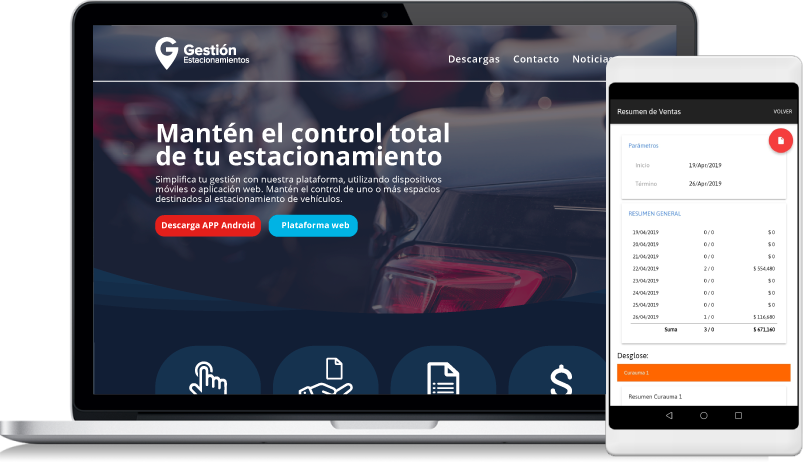 Gestión
Estacionamientos
Descargas Contacto Noticias
Mantén el control total
de tu estacionamiento
Simplifica tu gestión con nuestra plataforma, utilizando dispositivos
móviles o aplicación web. Mantén el control de uno o más espacios
destinados al estacionamiento de vehículos.
Descarga APP Android Plataforma web
$
Resumen de Ventas VOLVER
Parámetros
Inicio 19/Apr/2019
Término 26/Apr/2019
RESUMEN GENERAL
19/04/2019 0 / 0 $ 0
20/04/2019 0 / 0 $ 0
21/04/2019 0 / 0 $ 0
22/04/2019 2 / 0 $ 554,480
23/04/2019 0 / 0 $ 0
24/04/2019 0 / 0 $ 0
25/04/2019 0 / 0 $ 0
26/04/2019 1 / 0 $ 116,680
Suma 3 / 0 $ 671,160
Desglose:
Curauma 1
Resumen Curauma 1